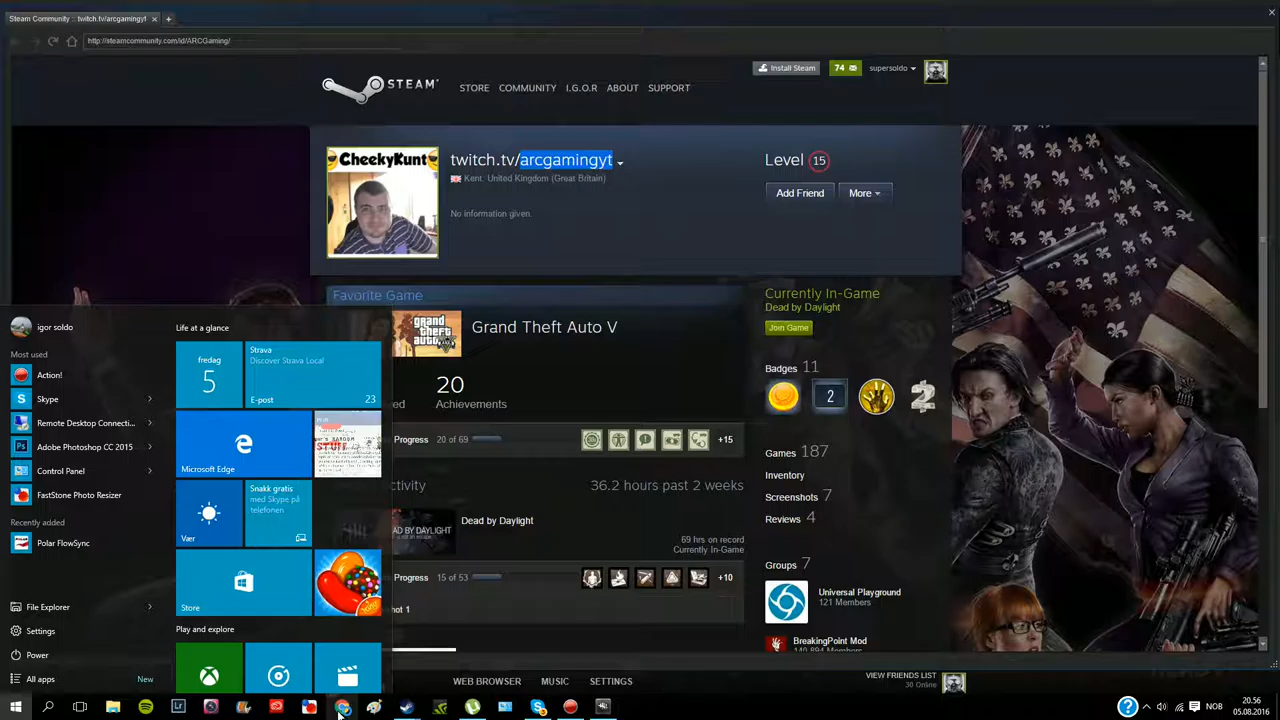 Steam Community :: twitch.tv/arcgamingyt
http://steamcommunity.com/id/ARCGaming/
STEAM
STORE COMMUNITY I.G.O.R ABOUT SUPPORT
Install Steam
74
supersoldo
CheekyKunt
twitch.tv/arcgamingyt
Kent, United Kingdom (Great Britain)
No information given.
Level 15
Add Friend
More
Favorite Game
grand theft auto V
Grand Theft Auto V
20
Achievements
Progress 20 of 69
+15
36.2 hours past 2 weeks
Dead by Daylight
69 hrs on record
Currently In-Game
Progress 15 of 53
+10
hot 1
Currently In-Game
Dead by Daylight
Join Game
Badges 11
2
Games 187
Inventory
Screenshots 7
Reviews 4
Groups 7
Universal Playground
121 Members
BreakingPoint Mod
igor soldo
Most used
Action!
Skype
Remote Desktop Connecti...
Adobe Photoshop CC 2015
Control Panel
FastStone Photo Resizer
Recently added
Polar FlowSync
File Explorer
Settings
Power
All apps
New
Life at a glance
fredag
5
Strava
Discover Strava Local
E-post
23
Microsoft Edge
STUFF
Vær
Snakk gratis
med Skype på
telefonen
Store
Play and explore
WEB BROWSER MUSIC SETTINGS
VIEW FRIENDS LIST
30 Online
NOB
20.56
05.08.2016